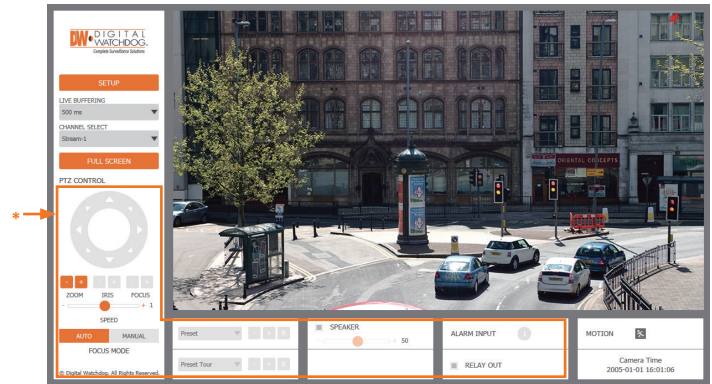 DW DIGITAL
WATCHDOG.
Complete Surveillance Solutions
SETUP
LIVE BUFFERING
500 ms
CHANNEL SELECT
Stream-1
FULL SCREEN
PTZ CONTROL
*
- + - + - +
ZOOM IRIS FOCUS
- + 1
SPEED
AUTO MANUAL
FOCUS MODE
© Digital Watchdog. All Rights Reserved.
ORIENTAL CONCEPTS
Preset
Preset Tour
SPEAKER
- + 50
ALARM INPUT 1
RELAY OUT
MOTION
Camera Time
2005-01-01 16:01:06